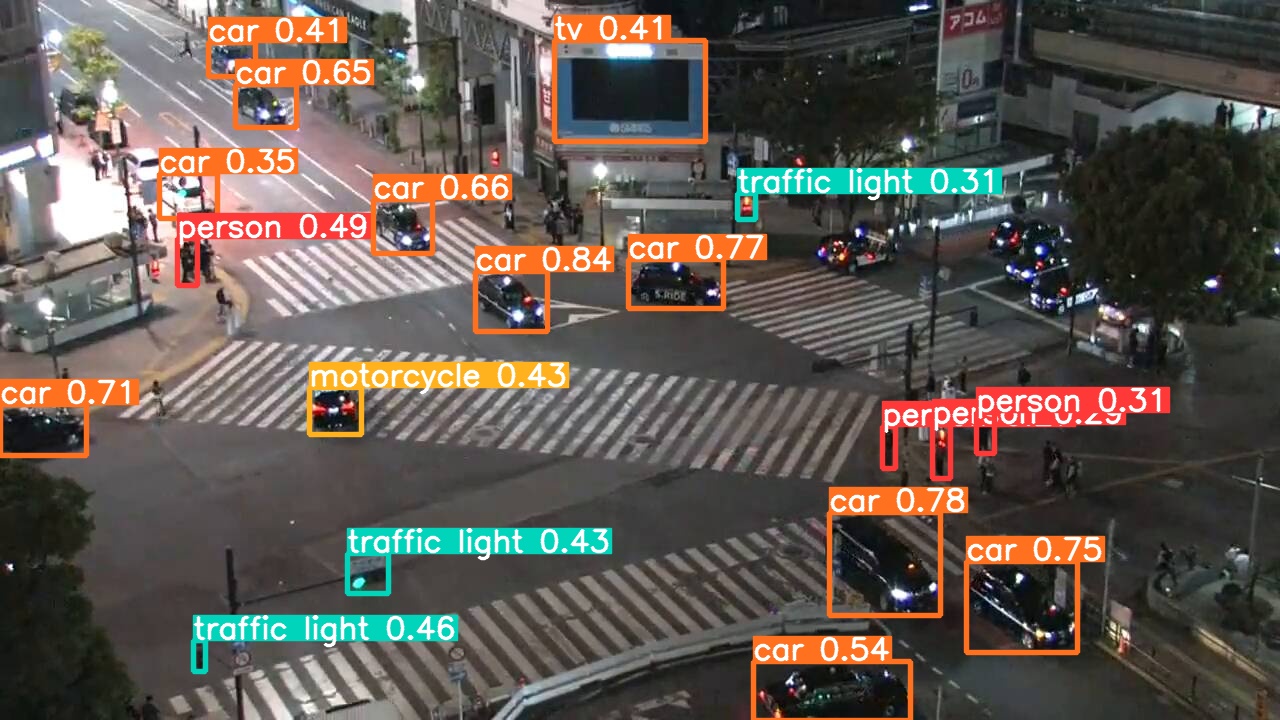 car 0.41
tv 0.41
アコム
AMERICAN EAGLE
car 0.65
car 0.35
car 0.66
traffic light 0.31
person 0.49
car 0.84
car 0.77
S.RIDE
motorcycle 0.43
car 0.71
person 0.31
car 0.78
traffic light 0.43
car 0.75
traffic light 0.46
car 0.54